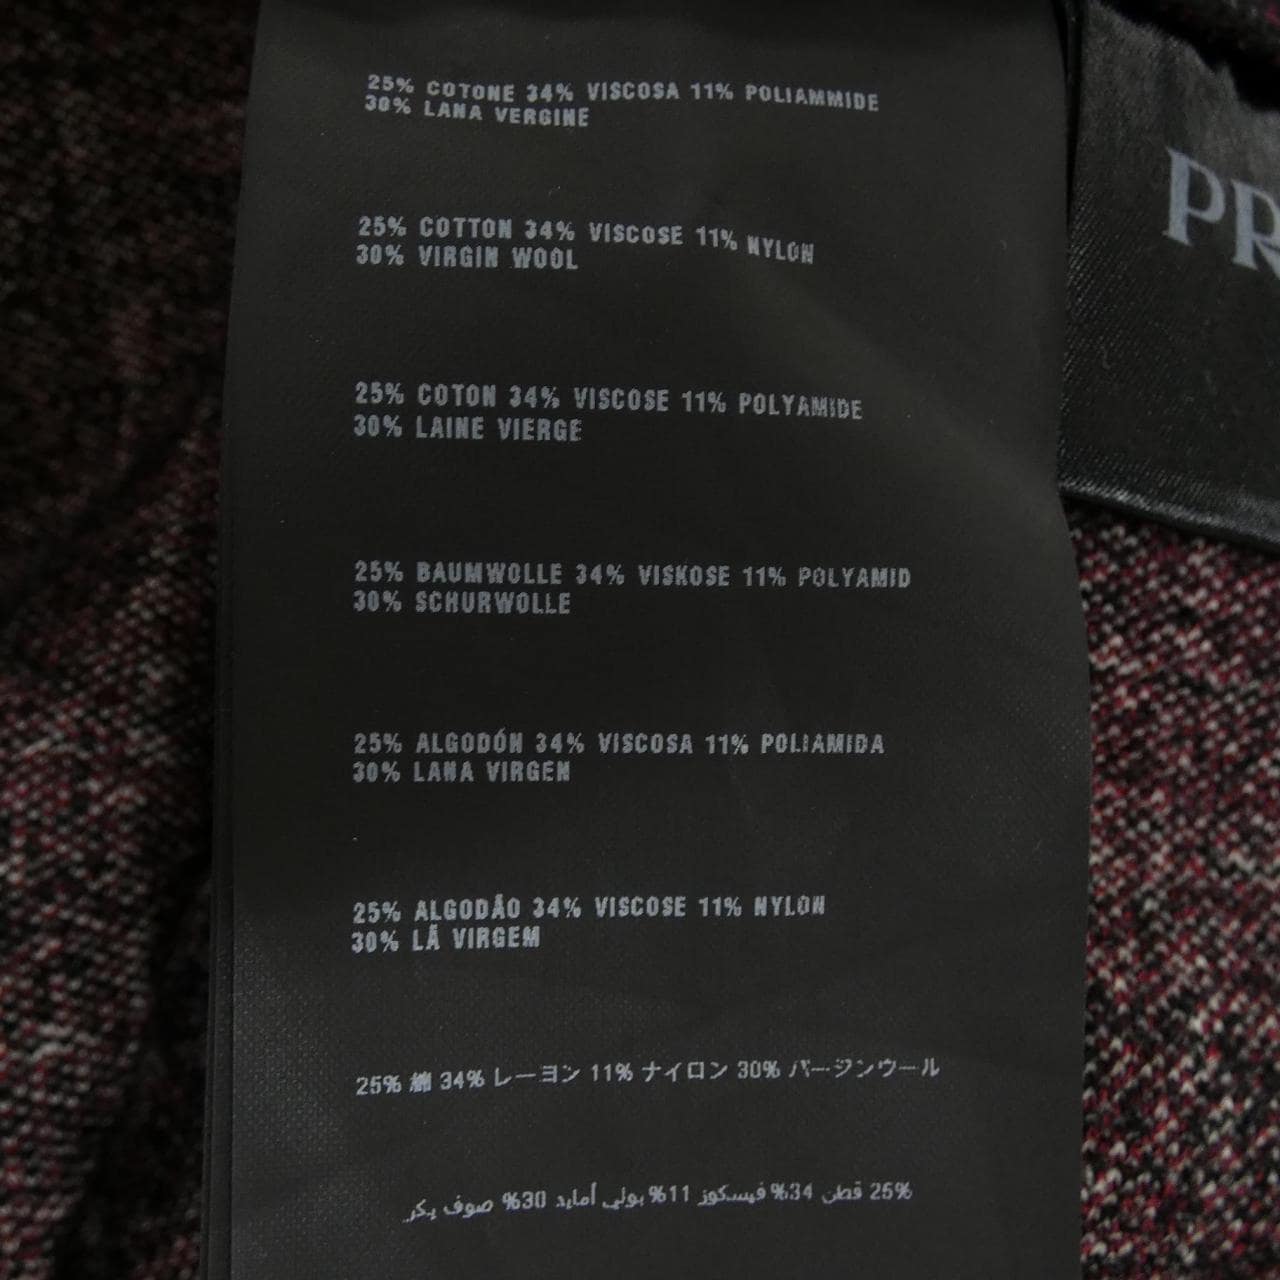 25% COTONE 34% VISCOSA 11% POLIAMMIDE
30% LANA VERGINE
25% COTTON 34% VISCOSE 11% NYLON
30% VIRGIN WOOL
25% COTON 34% VISCOSE 11% POLYAMIDE
30% LAINE VIERGE
25% BAUMWOLLE 34% VISKOSE 11% POLYAMID
30% SCHURWOLLE
25% ALGODÓN 34% VISCOSA 11% POLIAMIDA
30% LANA VIRGEN
25% ALGODÃO 34% VISCOSE 11% NYLON
30% LÃ VIRGEM
25% 綿 34% レーヨン 11% ナイロン 30% バージンウール
25% قطن 34% فيسكوز 11% بولي أمايد 30% صوف بكر
PR